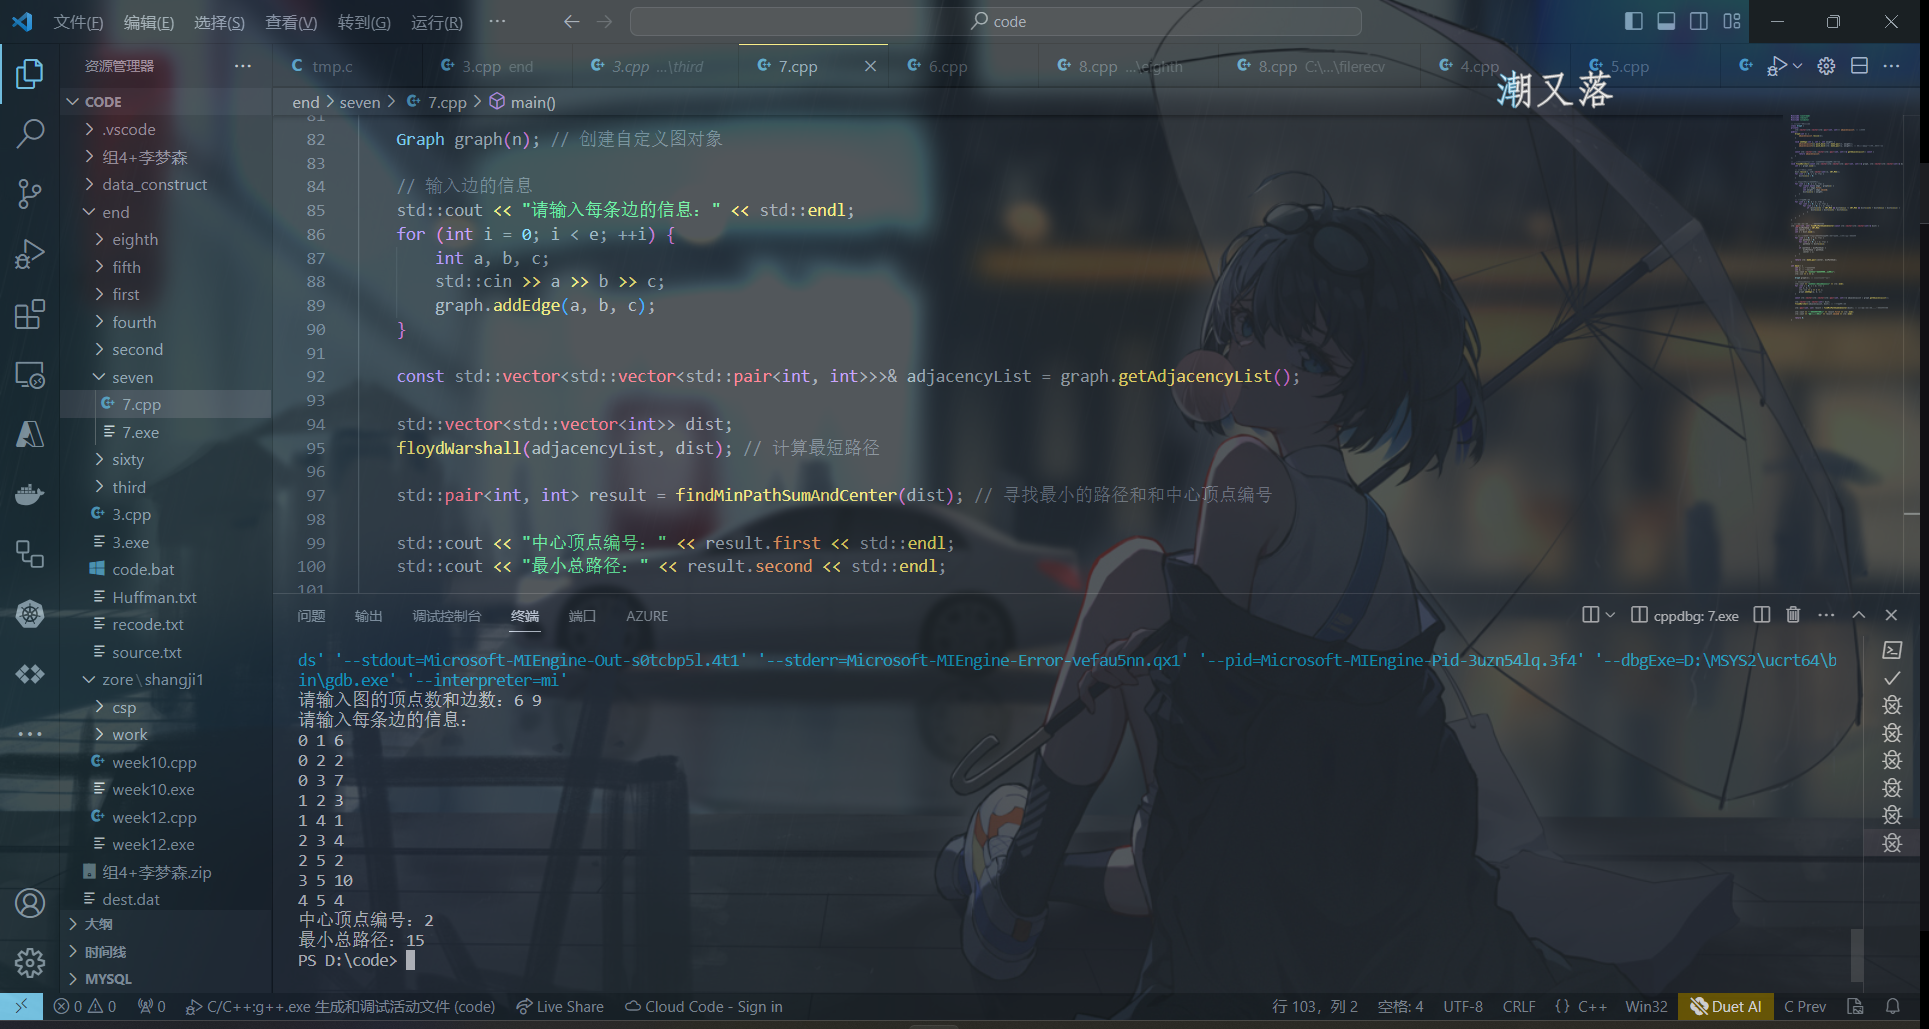 文件(F) 编辑(E) 选择(S) 查看(V) 转到(G) 运行(R) ··· code
资源管理器 ···
tmp.c 3.cpp end 3.cpp ...\third 7.cpp 6.cpp 8.cpp ...\eighth 8.cpp C:\...\filerecv 4.cpp 5.cpp
潮又落
end > seven > 7.cpp > main()
CODE
.vscode
组4+李梦森
data_construct
end
eighth
fifth
first
fourth
second
seven
7.cpp
7.exe
sixty
third
3.cpp
3.exe
code.bat
Huffman.txt
recode.txt
source.txt
zore\shangji1
csp
work
week10.cpp
week10.exe
week12.cpp
week12.exe
组4+李梦森.zip
dest.dat
大纲
时间线
MYSQL
81
82 Graph graph(n); // 创建自定义图对象
83
84 // 输入边的信息
85 std::cout << "请输入每条边的信息：" << std::endl;
86 for (int i = 0; i < e; ++i) {
87 int a, b, c;
88 std::cin >> a >> b >> c;
89 graph.addEdge(a, b, c);
90 }
91
92 const std::vector<std::vector<std::pair<int, int>>>& adjacencyList = graph.getAdjacencyList();
93
94 std::vector<std::vector<int>> dist;
95 floydWarshall(adjacencyList, dist); // 计算最短路径
96
97 std::pair<int, int> result = findMinPathSumAndCenter(dist); // 寻找最小的路径和和中心顶点编号
98
99 std::cout << "中心顶点编号：" << result.first << std::endl;
100 std::cout << "最小总路径：" << result.second << std::endl;
101
问题 输出 调试控制台 终端 端口 AZURE
cppdbg: 7.exe
ds' '--stdout=Microsoft-MIEngine-Out-s0tcbp5l.4t1' '--stderr=Microsoft-MIEngine-Error-vefau5nn.qx1' '--pid=Microsoft-MIEngine-Pid-3uzn54lq.3f4' '--dbgExe=D:\MSYS2\ucrt64\b
in\gdb.exe' '--interpreter=mi'
请输入图的顶点数和边数：6 9
请输入每条边的信息：
0 1 6
0 2 2
0 3 7
1 2 3
1 4 1
2 3 4
2 5 2
3 5 10
4 5 4
中心顶点编号：2
最小总路径：15
PS D:\code>
0 0 0 C/C++:g++.exe 生成和调试活动文件 (code) Live Share Cloud Code - Sign in
行 103，列 2 空格: 4 UTF-8 CRLF {} C++ Win32 Duet AI C Prev